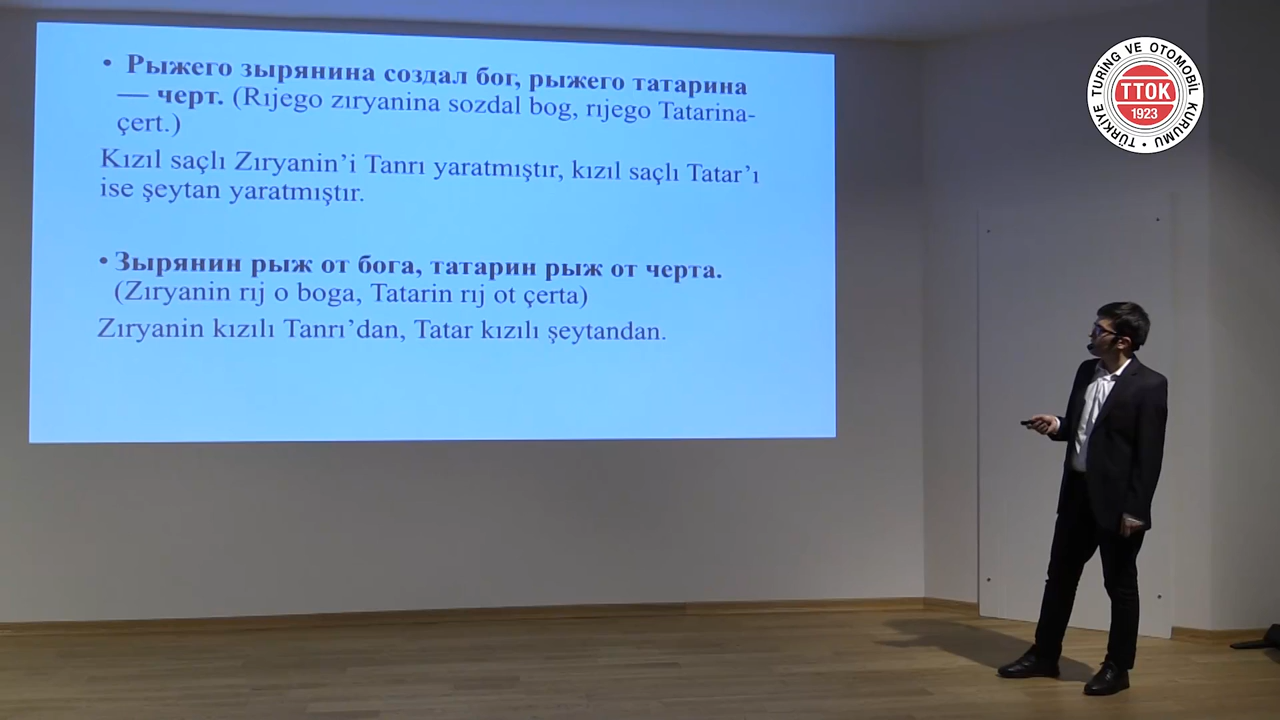 • Рыжего зырянина создал бог, рыжего татарина
— черт. (Rıjego zıryanina sozdal bog, rıjego Tatarina-
çert.)
Kızıl saçlı Zıryanin’i Tanrı yaratmıştır, kızıl saçlı Tatar’ı
ise şeytan yaratmıştır.
• Зырянин рыж от бога, татарин рыж от черта.
(Zıryanin rıj o boga, Tatarin rıj ot çerta)
Zıryanin kızılı Tanrı’dan, Tatar kızılı şeytandan.
TÜRKİYE TURİNG VE OTOMOBİL KURUMU •
TTOK
1923